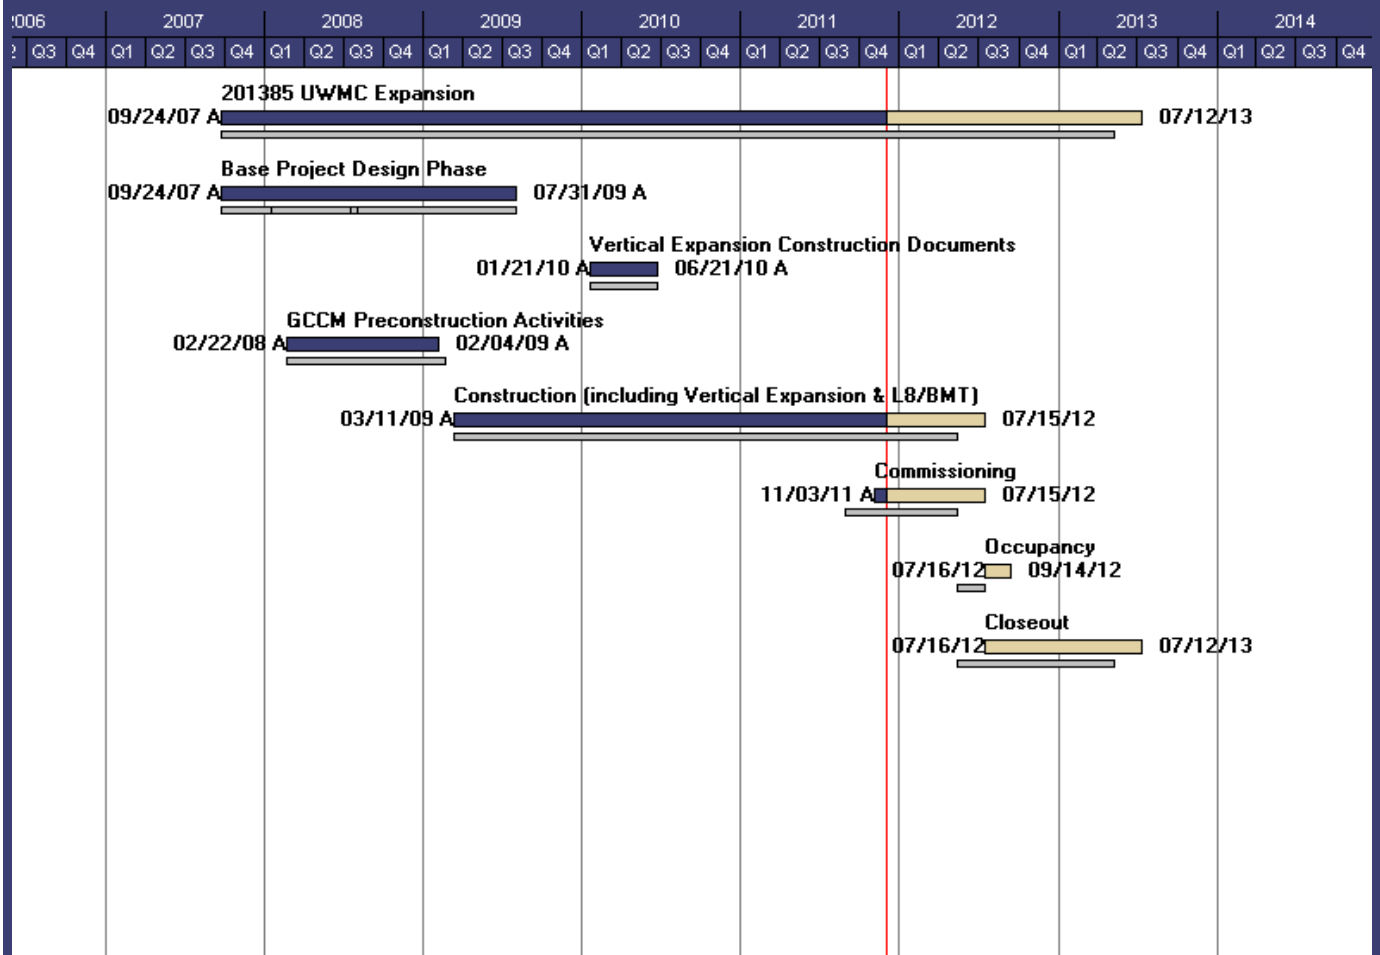 2006 2007 2008 2009 2010 2011 2012 2013 2014
2 Q3 Q4 Q1 Q2 Q3 Q4 Q1 Q2 Q3 Q4 Q1 Q2 Q3 Q4 Q1 Q2 Q3 Q4 Q1 Q2 Q3 Q4 Q1 Q2 Q3 Q4 Q1 Q2 Q3 Q4 Q1 Q2 Q3 Q4
201385 UWMC Expansion
09/24/07 A 07/12/13
Base Project Design Phase
09/24/07 A 07/31/09 A
Vertical Expansion Construction Documents
01/21/10 A 06/21/10 A
GCCM Preconstruction Activities
02/22/08 A 02/04/09 A
Construction (including Vertical Expansion & L8/BMT)
03/11/09 A 07/15/12
Commissioning
11/03/11 A 07/15/12
Occupancy
07/16/12 09/14/12
Closeout
07/16/12 07/12/13